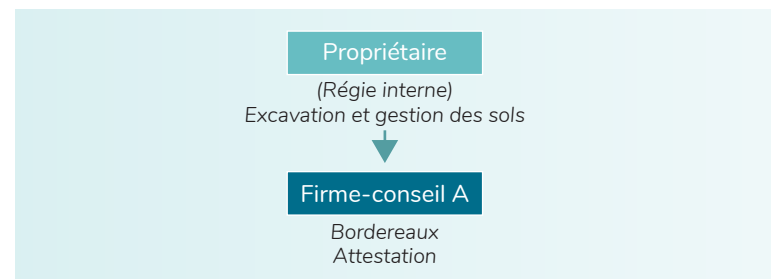 Propriétaire
(Régie interne)
Excavation et gestion des sols
Firme-conseil A
Bordereaux
Attestation